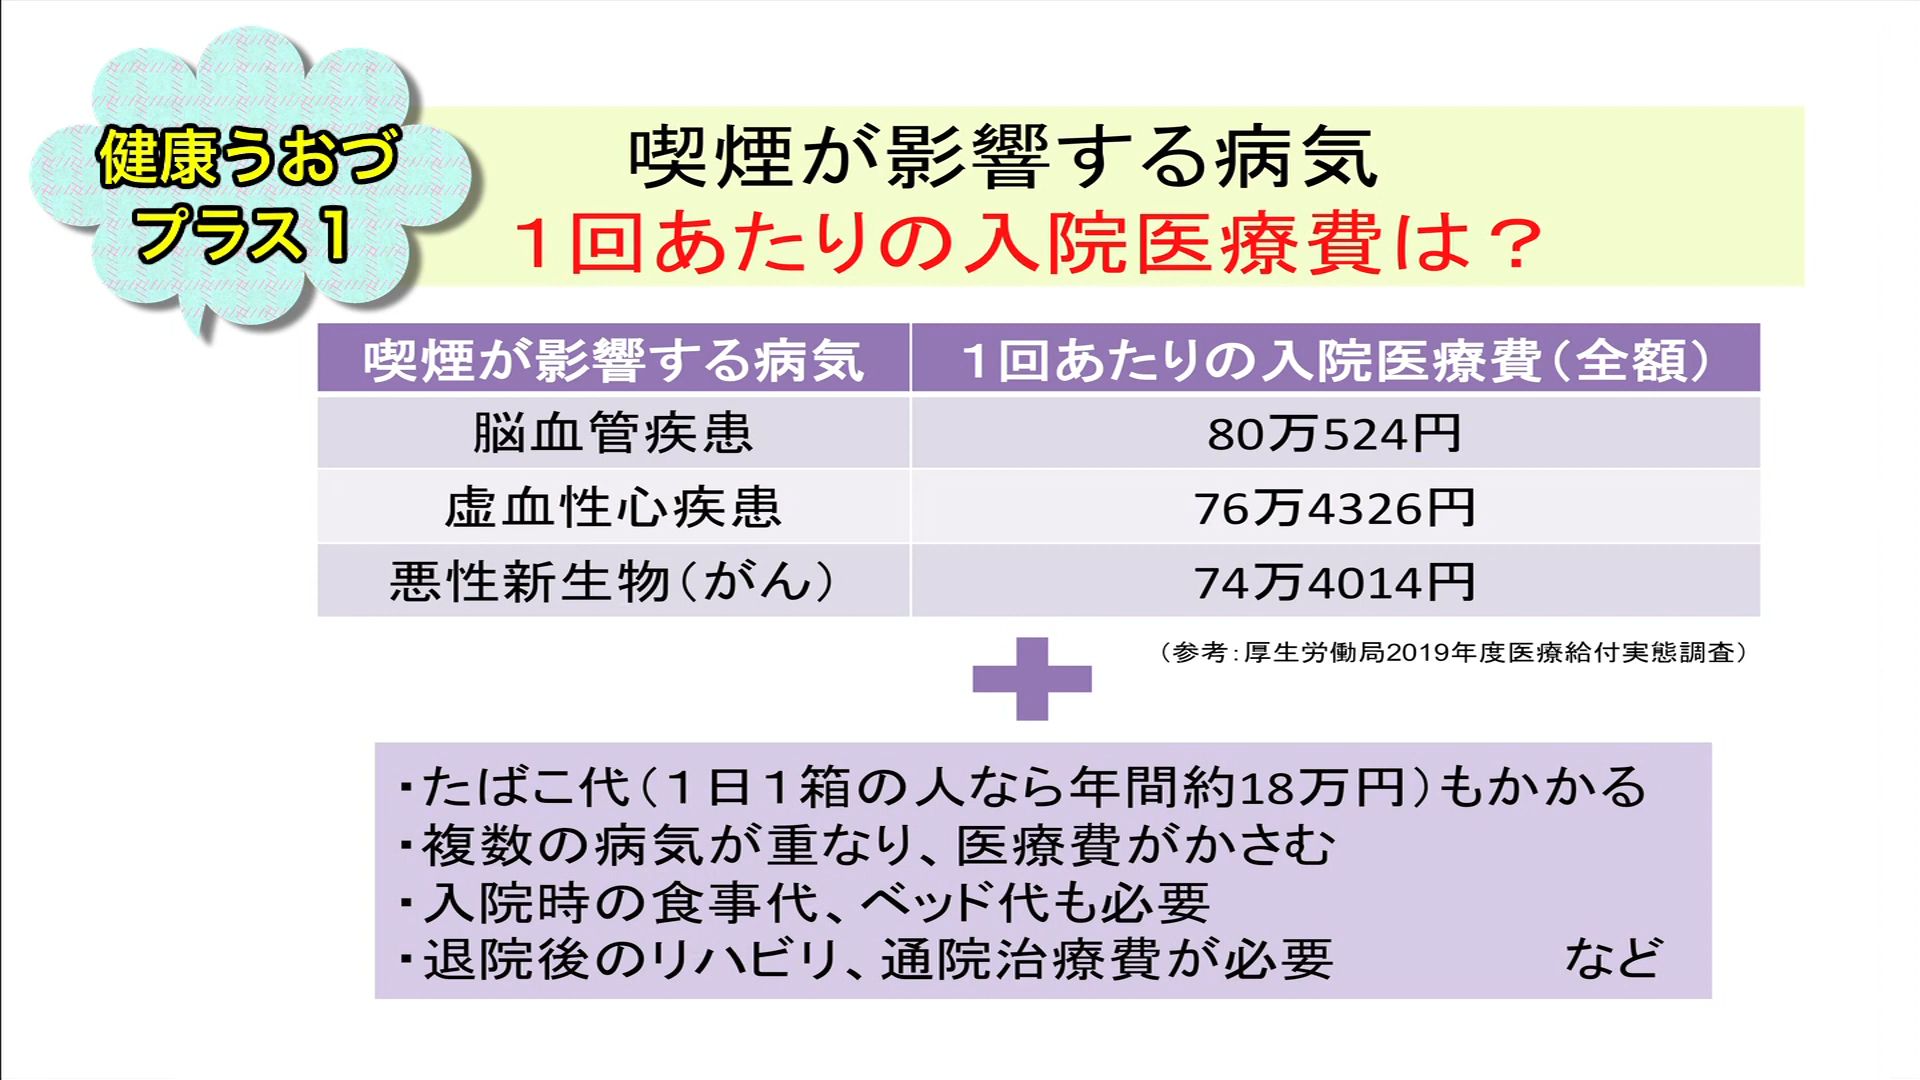 健康うおづ
プラス１
喫煙が影響する病気
１回あたりの入院医療費は？
喫煙が影響する病気 １回あたりの入院医療費（全額）
脳血管疾患 80万524円
虚血性心疾患 76万4326円
悪性新生物（がん） 74万4014円
（参考：厚生労働局2019年度医療給付実態調査）
・たばこ代（１日１箱の人なら年間約18万円）もかかる
・複数の病気が重なり、医療費がかさむ
・入院時の食事代、ベッド代も必要
・退院後のリハビリ、通院治療費が必要 など